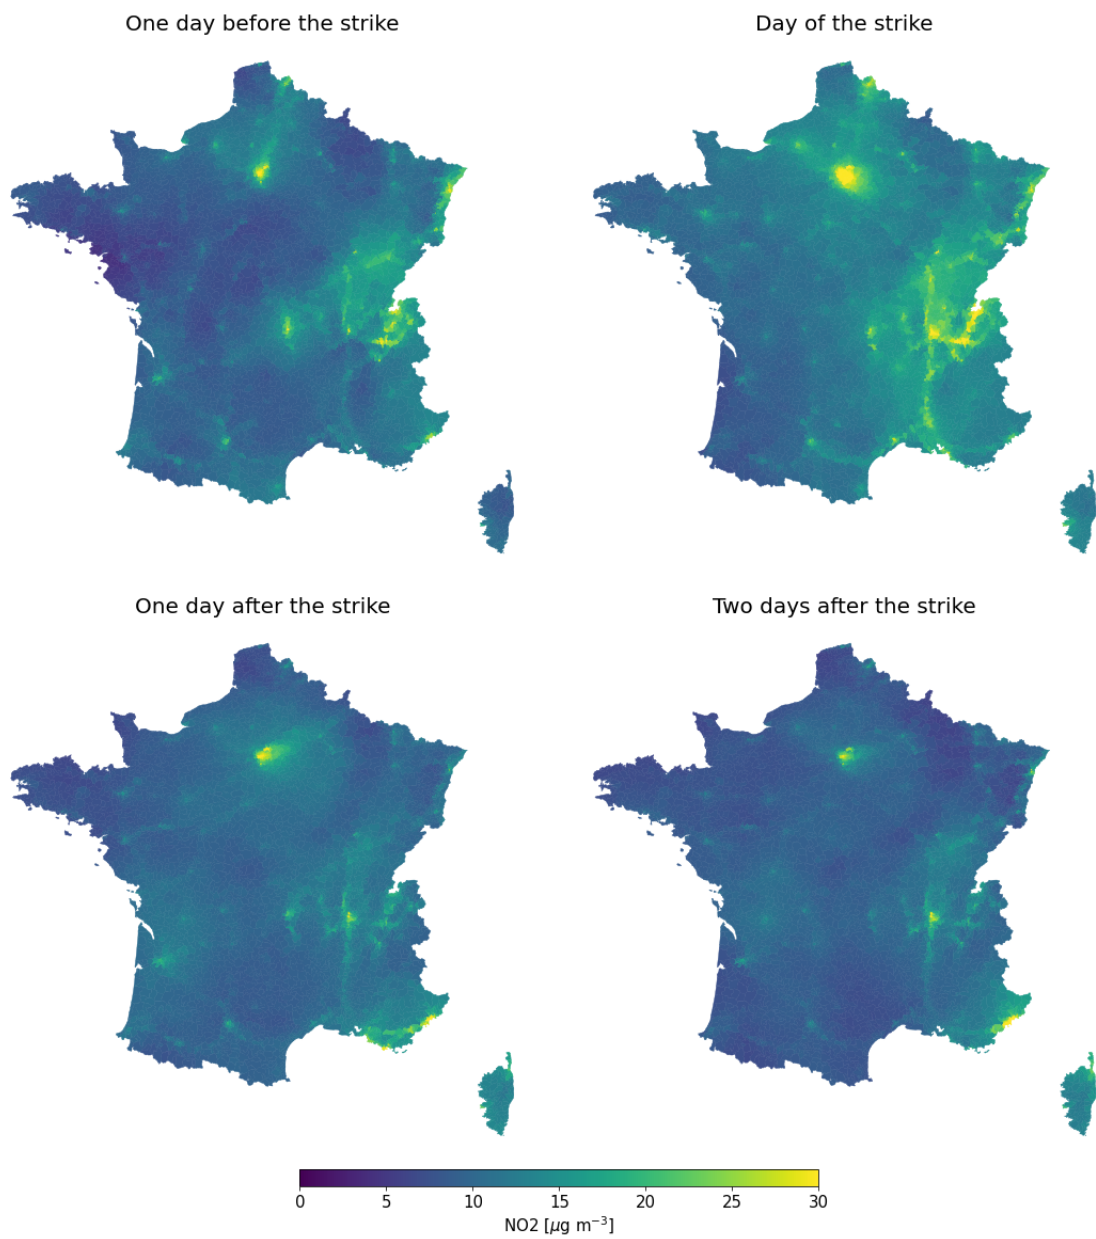 One day before the strike
Day of the strike
One day after the strike
Two days after the strike
0 5 10 15 20 25 30
NO2 [μg m⁻³]